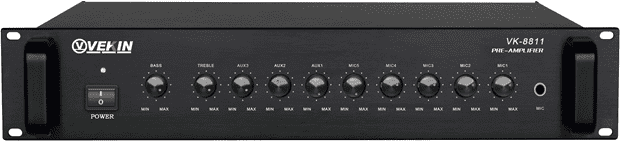 VEKIN
VK-8811
PRE-AMPLIFIER
BASS TREBLE AUX3 AUX2 AUX1 MIC5 MIC4 MIC3 MIC2 MIC1
I
O
MIN MAX MIN MAX MIN MAX MIN MAX MIN MAX MIN MAX MIN MAX MIN MAX MIN MAX MIN MAX MIC
POWER